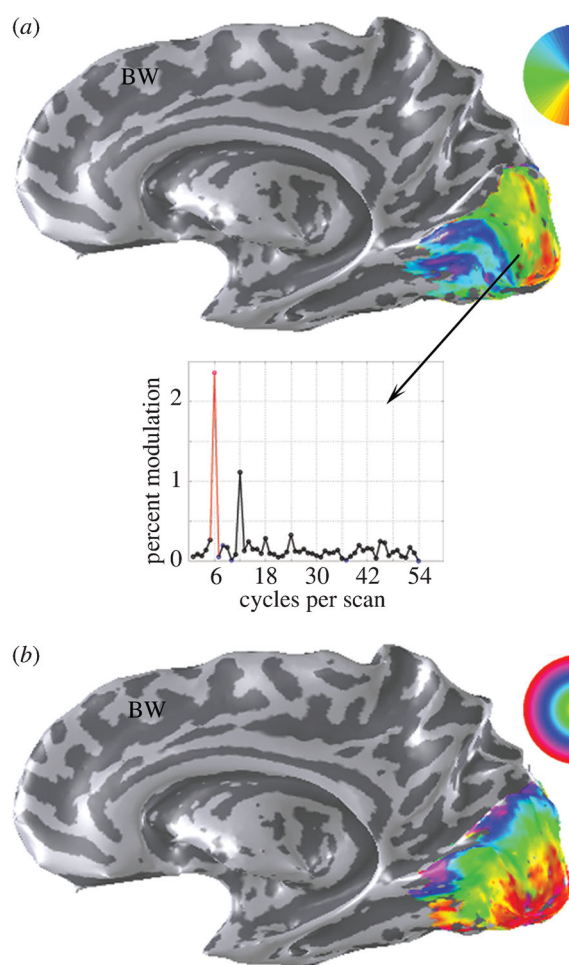 (a)
BW
percent modulation
2
1
0
6 18 30 42 54
cycles per scan
(b)
BW